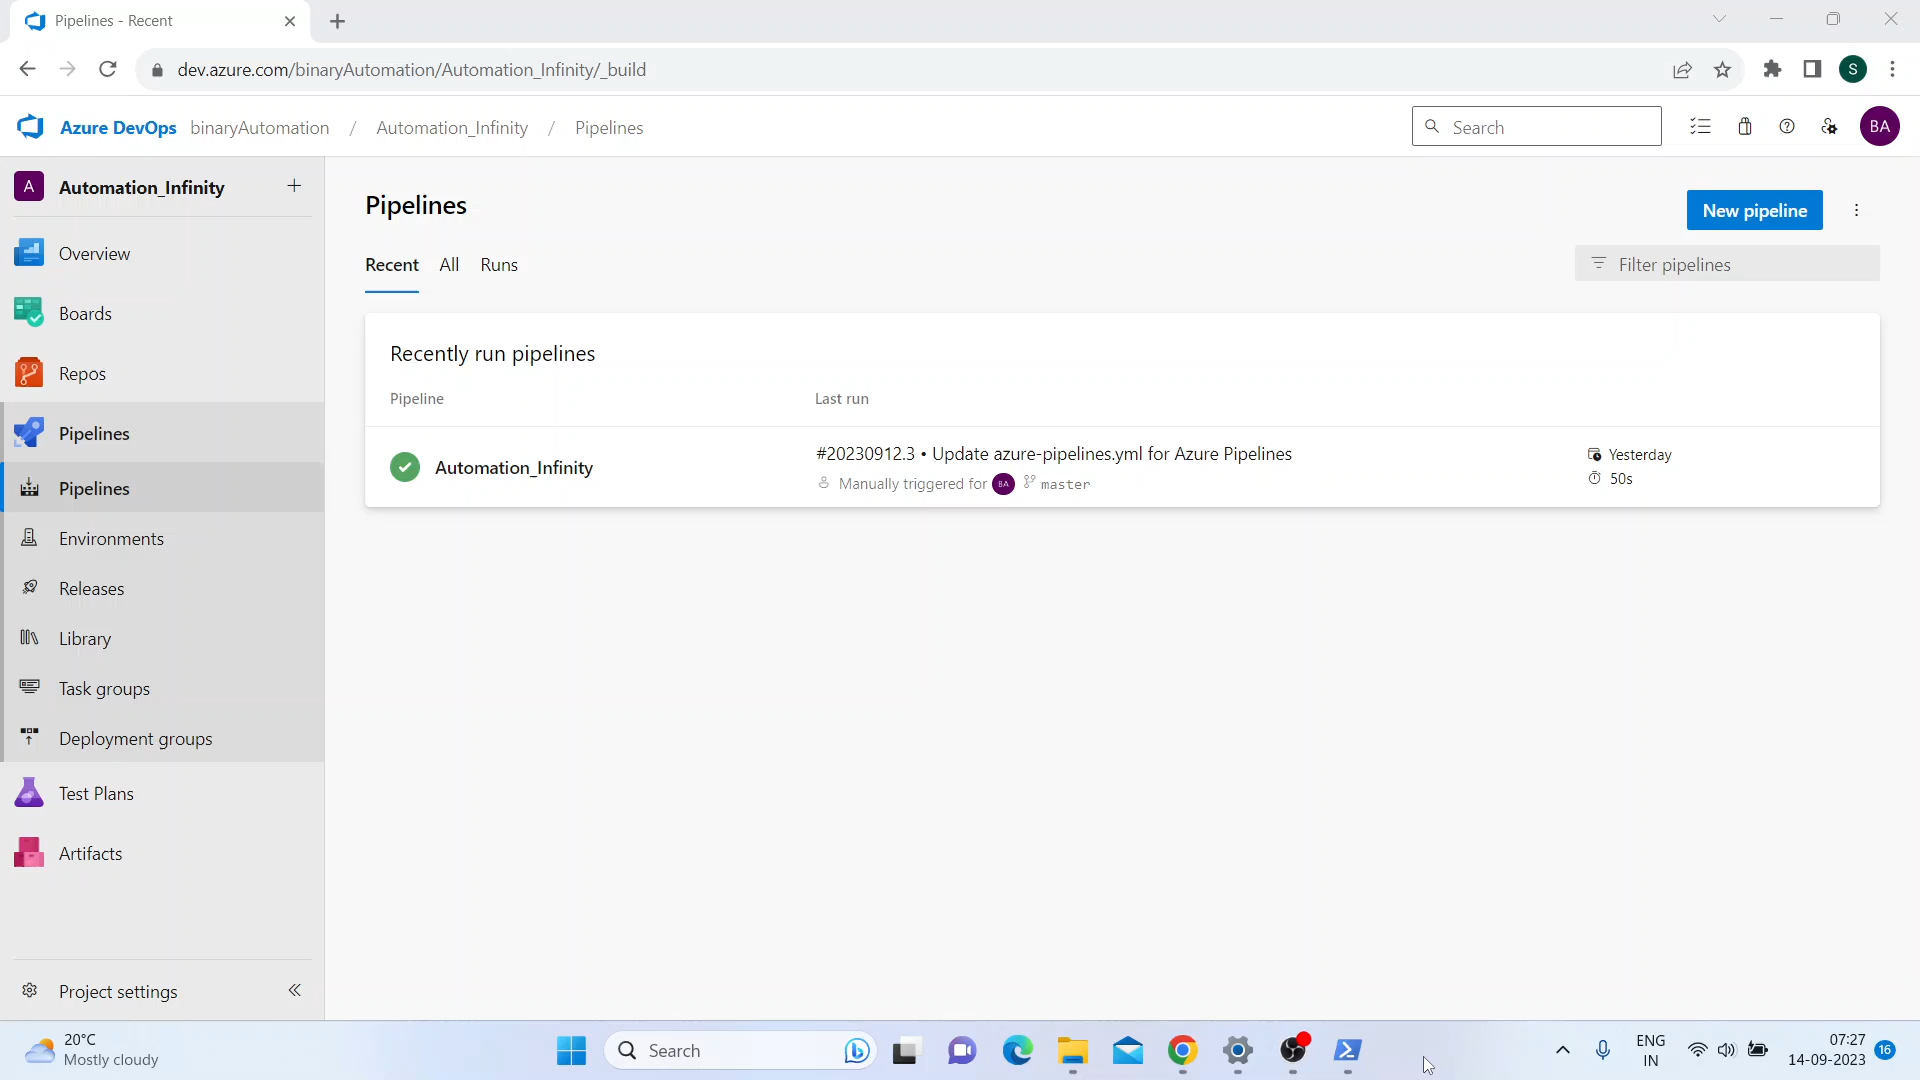 Pipelines - Recent
dev.azure.com/binaryAutomation/Automation_Infinity/_build
S
Azure DevOps binaryAutomation / Automation_Infinity / Pipelines
Search
BA
A Automation_Infinity
Overview
Boards
Repos
Pipelines
Pipelines
Environments
Releases
Library
Task groups
Deployment groups
Test Plans
Artifacts
Project settings
Pipelines
New pipeline
Recent All Runs
Filter pipelines
Recently run pipelines
Pipeline Last run
Automation_Infinity
#20230912.3 • Update azure-pipelines.yml for Azure Pipelines
Manually triggered for BA master
Yesterday
50s
20°C
Mostly cloudy
Search
ENG
IN
07:27
14-09-2023
16